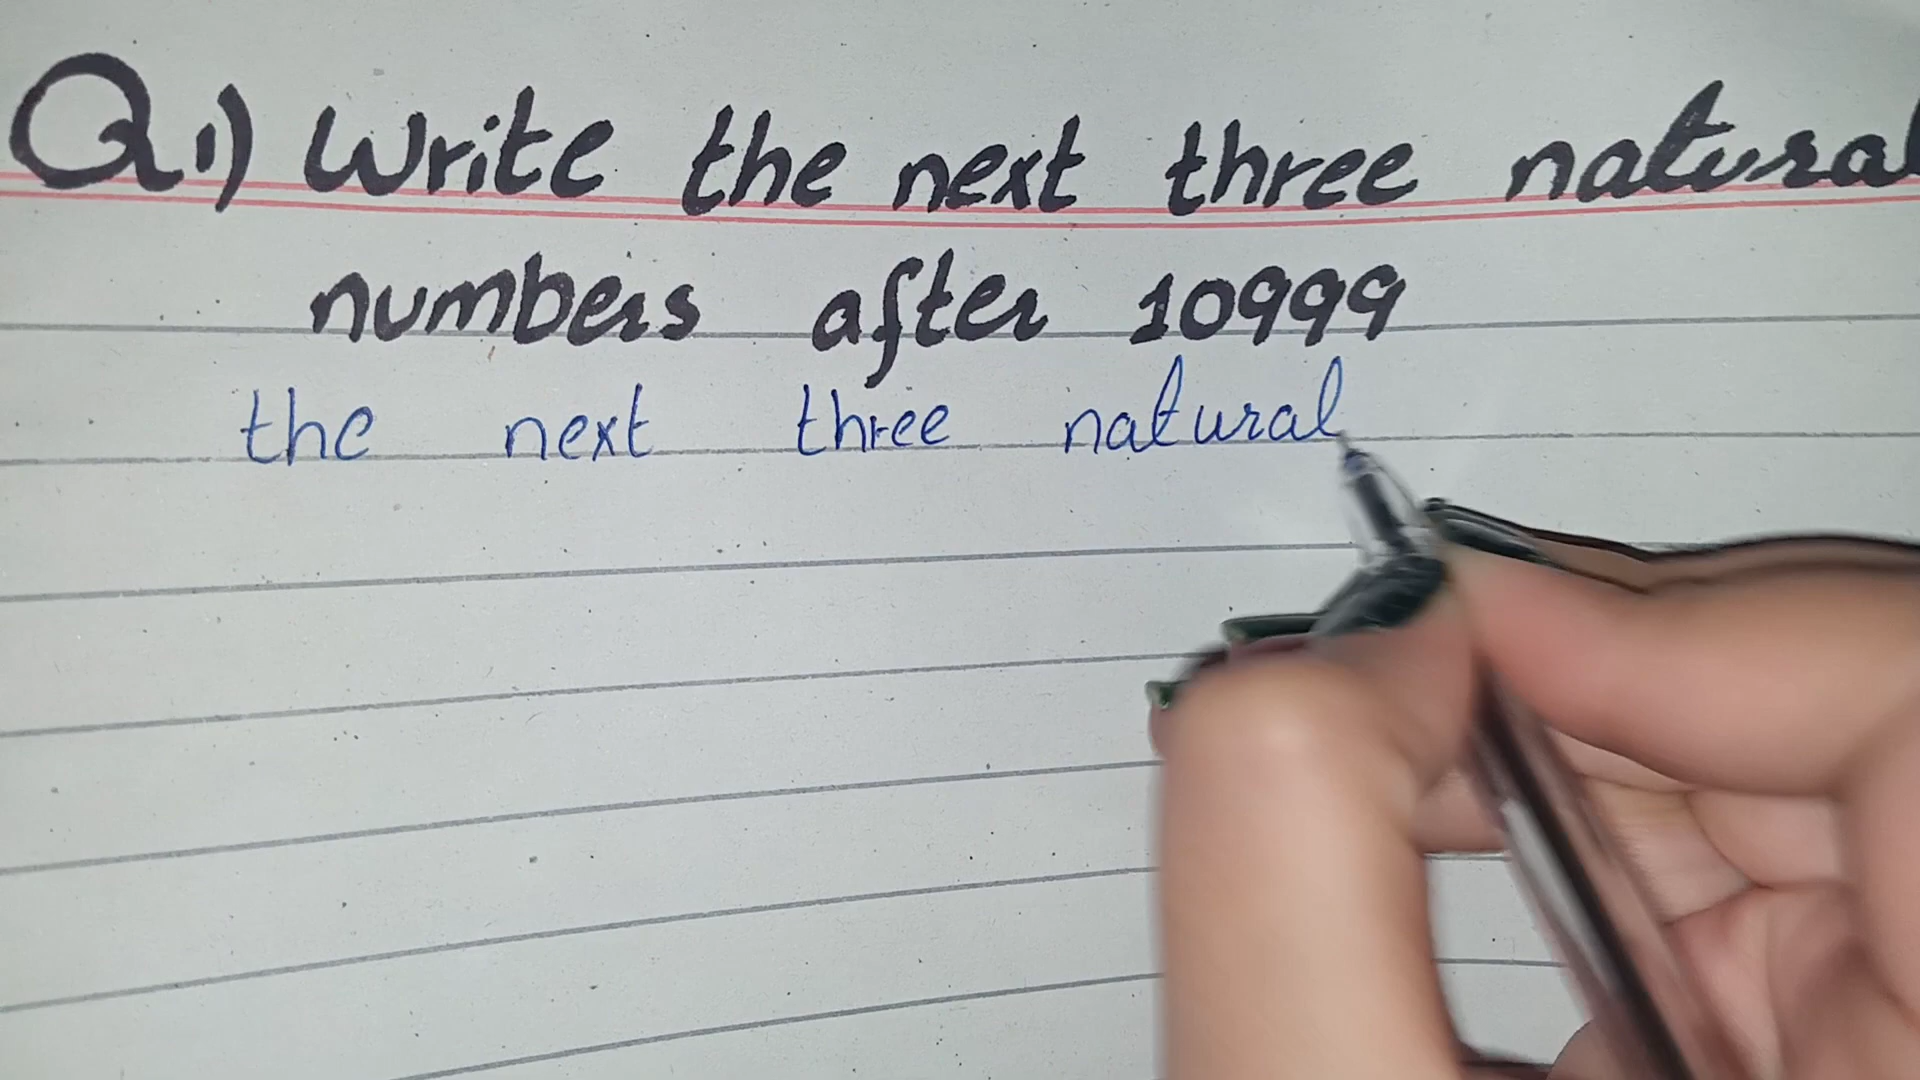 Q.1) Write the next three natural
numbers after 10999
the next three natural